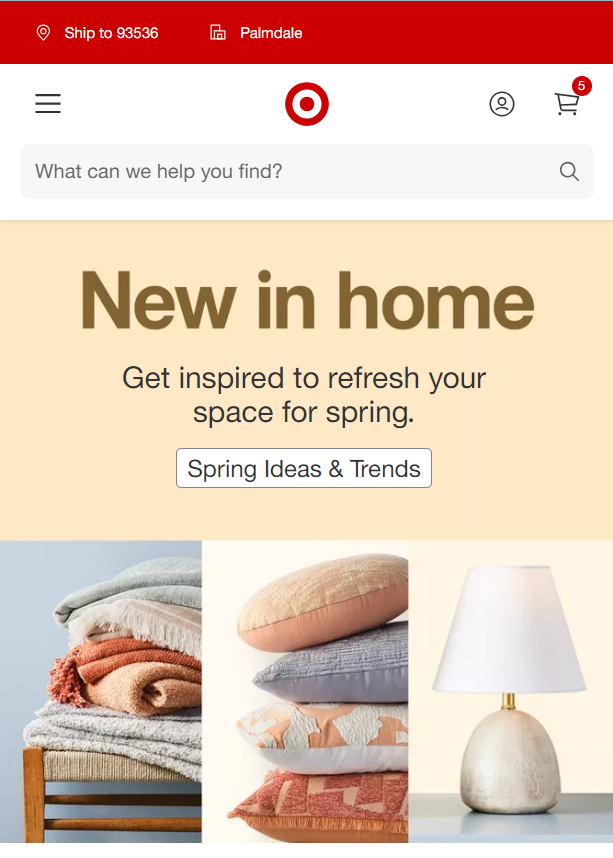 Ship to 93536 Palmdale
5
What can we help you find?
New in home
Get inspired to refresh your
space for spring.
Spring Ideas & Trends